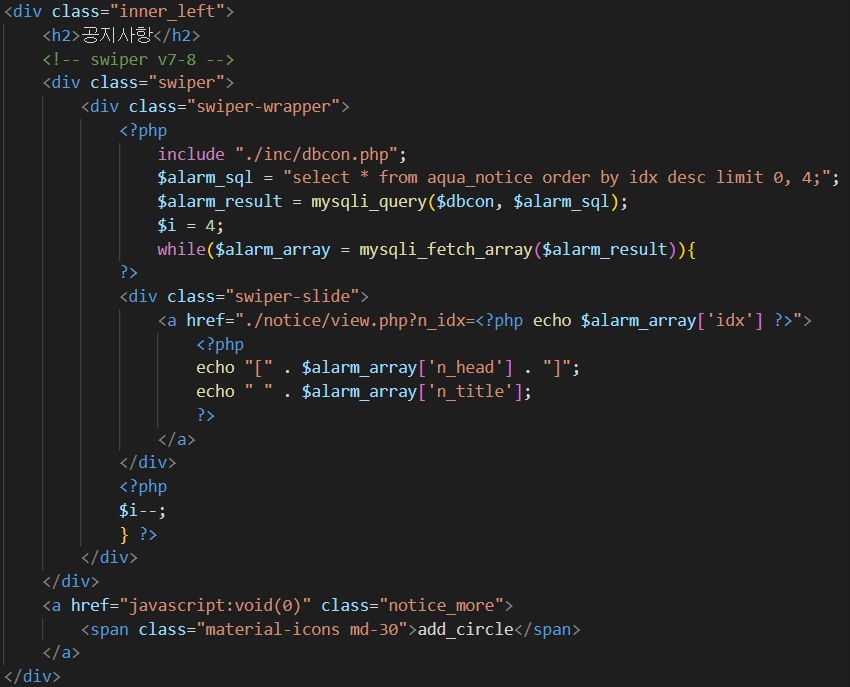 <div class="inner_left">
<h2>공지사항</h2>
<!-- swiper v7-8 -->
<div class="swiper">
<div class="swiper-wrapper">
<?php
include "./inc/dbcon.php";
$alarm_sql = "select * from aqua_notice order by idx desc limit 0, 4;";
$alarm_result = mysqli_query($dbcon, $alarm_sql);
$i = 4;
while($alarm_array = mysqli_fetch_array($alarm_result)){
?>
<div class="swiper-slide">
<a href="./notice/view.php?n_idx=<?php echo $alarm_array['idx'] ?>">
<?php
echo "[" . $alarm_array['n_head'] . "]";
echo " " . $alarm_array['n_title'];
?>
</a>
</div>
<?php
$i--;
} ?>
</div>
</div>
<a href="javascript:void(0)" class="notice_more">
<span class="material-icons md-30">add_circle</span>
</a>
</div>